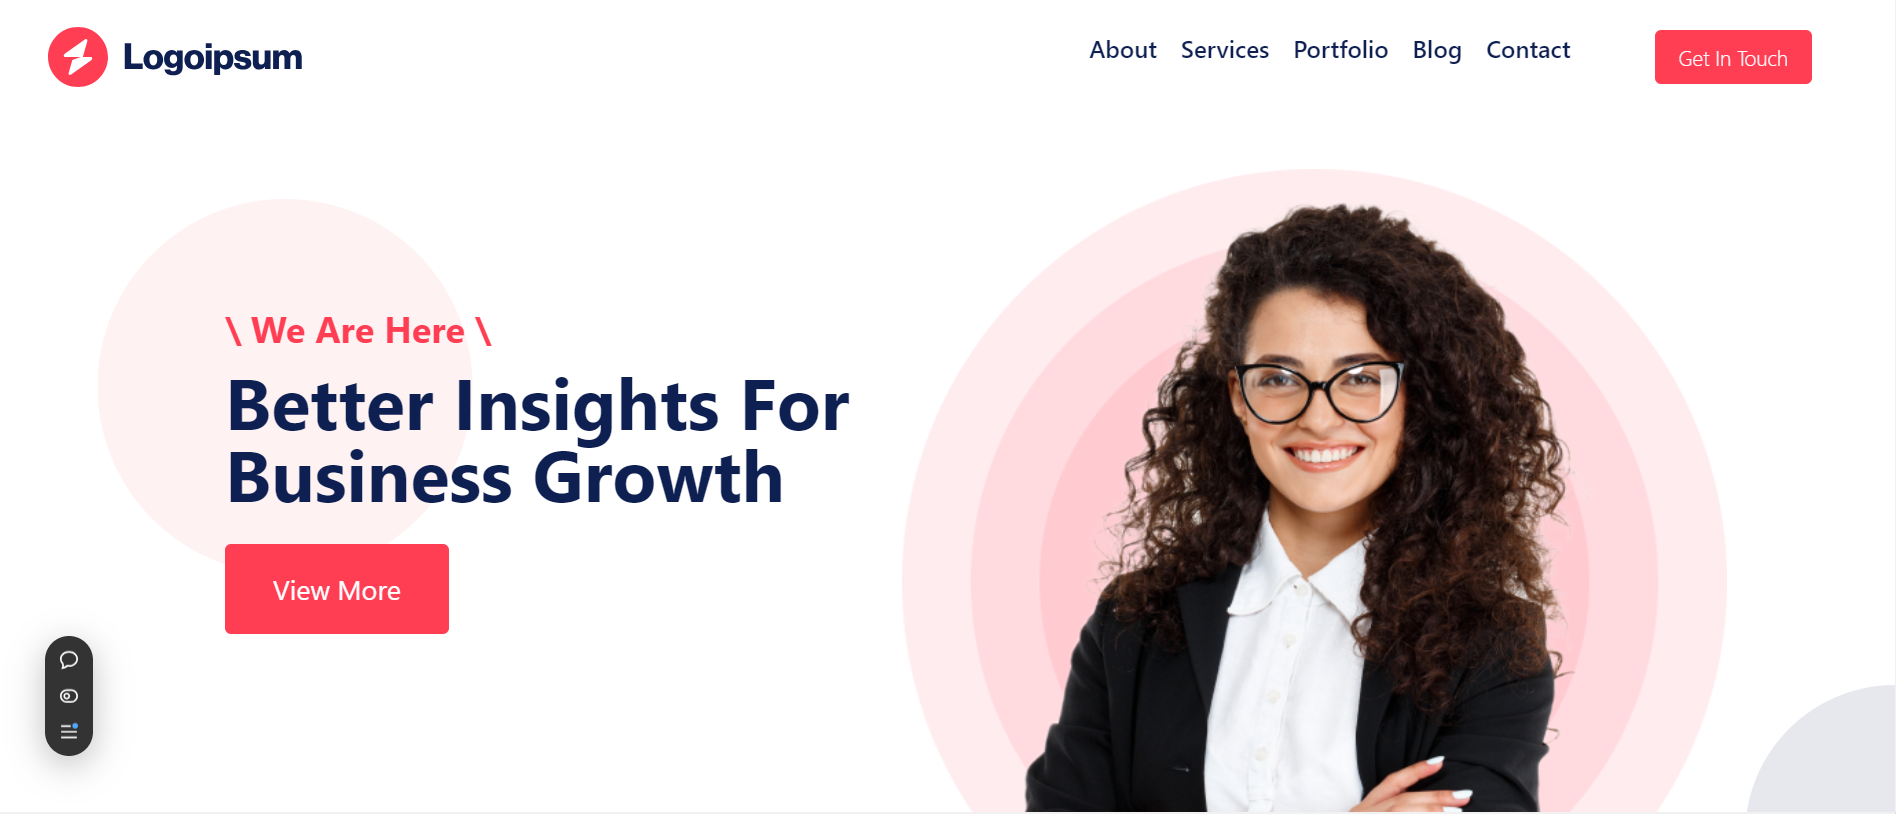 Logoipsum
About Services Portfolio Blog Contact
Get In Touch
\ We Are Here \
Better Insights For
Business Growth
View More